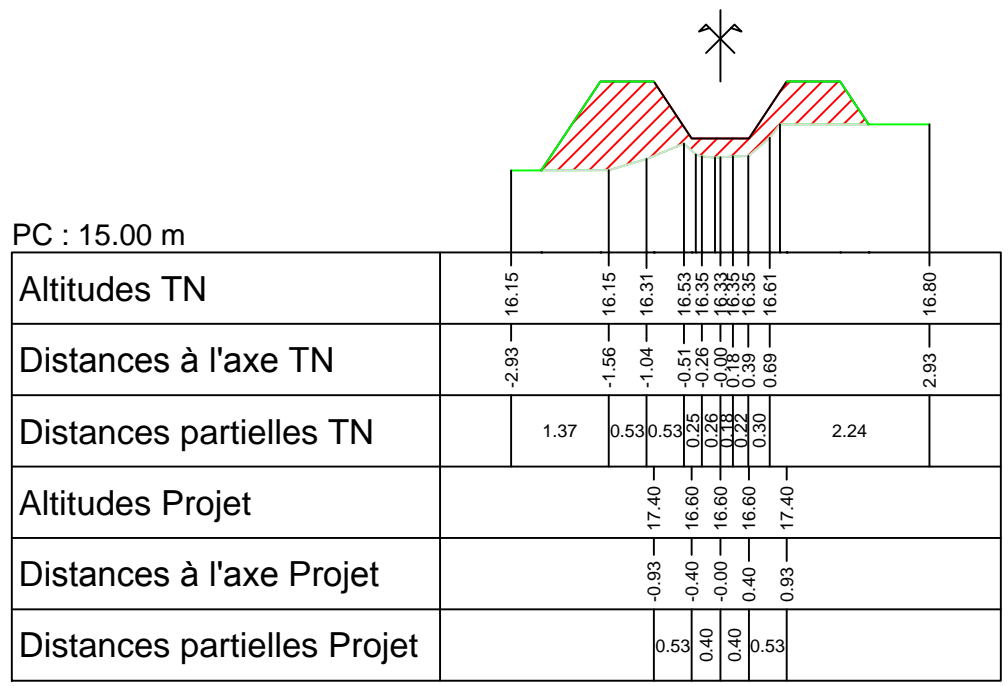 PC : 15.00 m
Altitudes TN 16.15 16.15 16.31 16.53 16.35 16.33 16.35 16.35 16.61 16.80
Distances à l'axe TN -2.93 -1.56 -1.04 -0.51 -0.26 -0.00 0.18 0.39 0.69 2.93
Distances partielles TN 1.37 0.53 0.53 0.25 0.26 0.18 0.22 0.30 2.24
Altitudes Projet 17.40 16.60 16.60 16.60 17.40
Distances à l'axe Projet -0.93 -0.40 -0.00 0.40 0.93
Distances partielles Projet 0.53 0.40 0.40 0.53